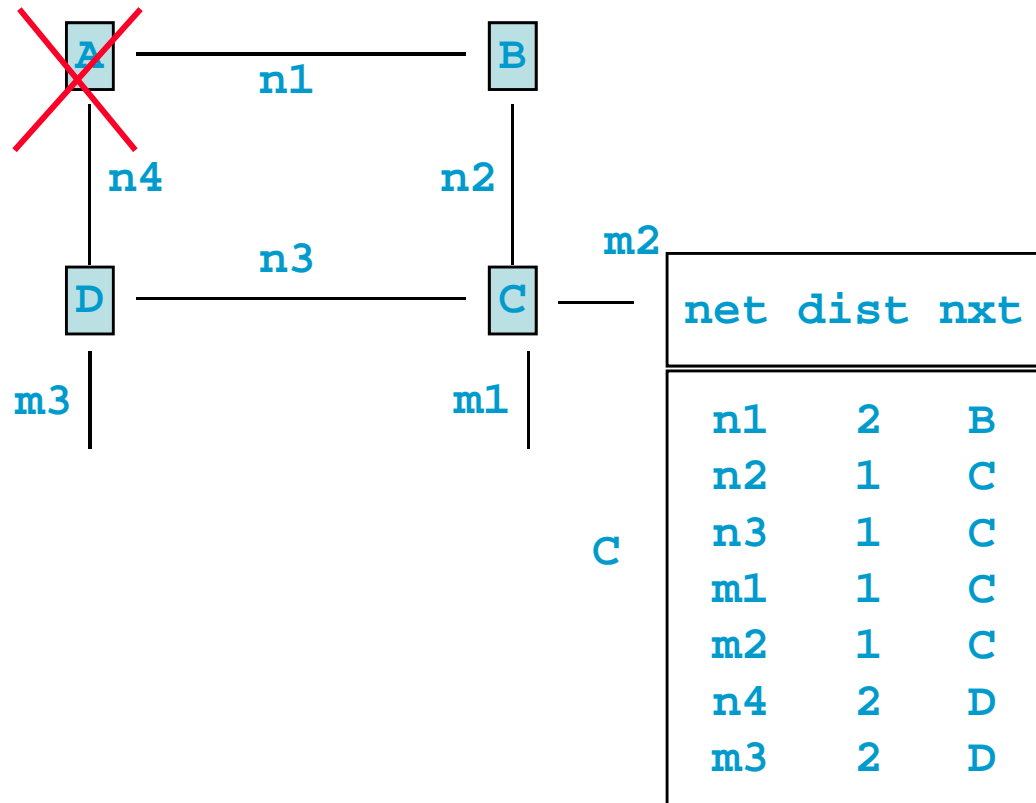 A B
n1
n4 n2
m2
n3
D C
net dist nxt
m3 m1
n1 2 B
n2 1 C
n3 1 C
C
m1 1 C
m2 1 C
n4 2 D
m3 2 D